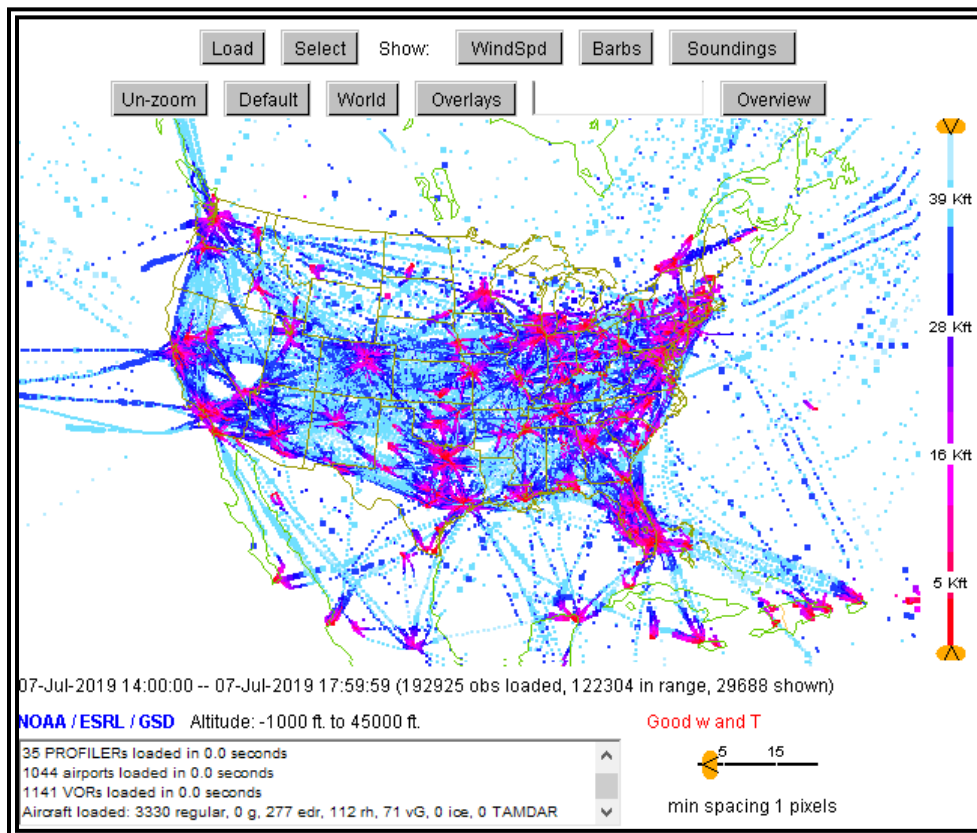 Load Select Show: WindSpd Barbs Soundings
Un-zoom Default World Overlays Overview
39 Kft
28 Kft
16 Kft
5 Kft
07-Jul-2019 14:00:00 -- 07-Jul-2019 17:59:59 (192925 obs loaded, 122304 in range, 29688 shown)
NOAA / ESRL / GSD Altitude: -1000 ft. to 45000 ft. Good w and T
35 PROFILERs loaded in 0.0 seconds
5 15
1044 airports loaded in 0.0 seconds
1141 VORs loaded in 0.0 seconds
Aircraft loaded: 3330 regular, 0 g, 277 edr, 112 rh, 71 vG, 0 ice, 0 TAMDAR
min spacing 1 pixels